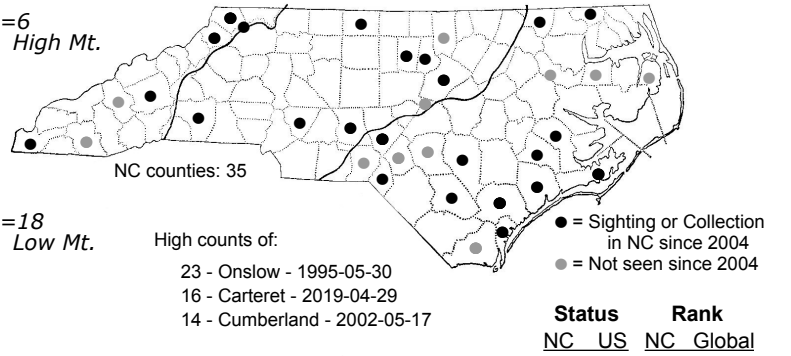 =6
High Mt.
NC counties: 35
=18
Low Mt.
High counts of:
23 - Onslow - 1995-05-30
16 - Carteret - 2019-04-29
14 - Cumberland - 2002-05-17
= Sighting or Collection
in NC since 2004
= Not seen since 2004
Status Rank
NC US NC Global